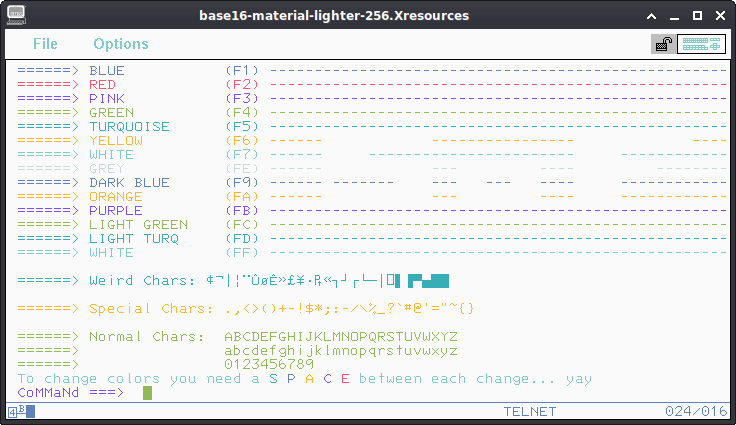 base16-material-lighter-256.Xresources
File Options
======> BLUE (F1) ----------------------------------------------------
======> RED (F2) ----------------------------------------------------
======> PINK (F3) ----------------------------------------------------
======> GREEN (F4) ----------------------------------------------------
======> TURQUOISE (F5) ----------------------------------------------------
======> YELLOW (F6) ------ ---------------- ----
======> WHITE (F7) ------ ----------------------- ------------
======> GREY (FE) --- --- ---
======> DARK BLUE (F9) ------ ------- --- --- ------ ------------
======> ORANGE (FA) ------ ---------------- ----
======> PURPLE (FB) ----------------------------------------------------
======> LIGHT GREEN (FC) ----------------------------------------------------
======> LIGHT TURQ (FD) ----------------------------------------------------
======> WHITE (FF) ----------------------------------------------------
======> Weird Chars: ¢¬|¦¨ÛøÊ»£¥·₧«┐┘┌└─│
======> Special Chars: .,<>()+-!$*;:-/\%_?`#@'="~{}
======> Normal Chars: ABCDEFGHIJKLMNOPQRSTUVWXYZ
======> abcdefghijklmnopqrstuvwxyz
======> 0123456789
To change colors you need a S P A C E between each change... yay
CoMMaNd ===>
4 B TELNET 024/016